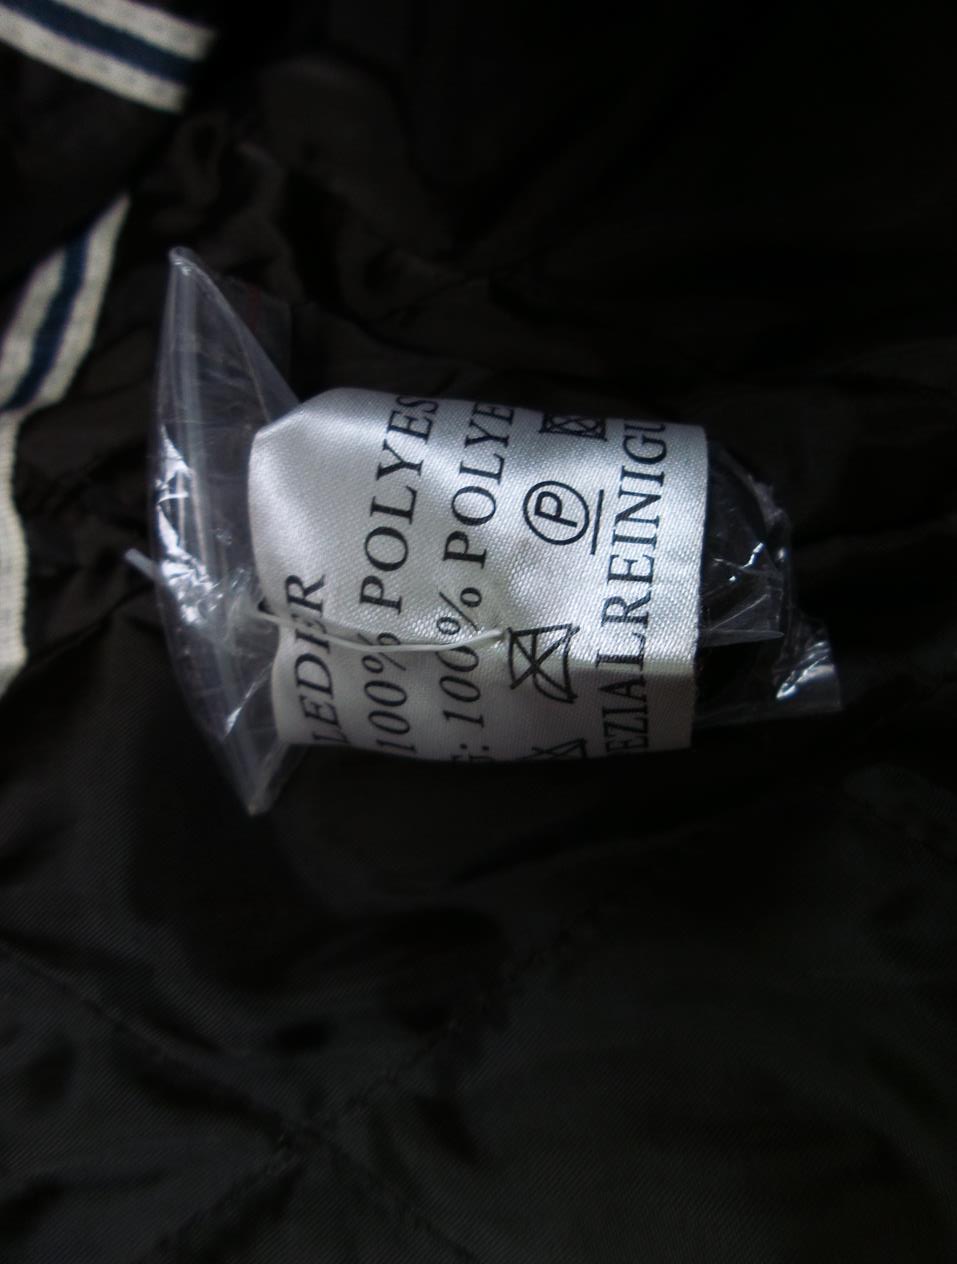 LEDER
100% POLYES
G: 100% POLYE
P
EZIALREINIGU